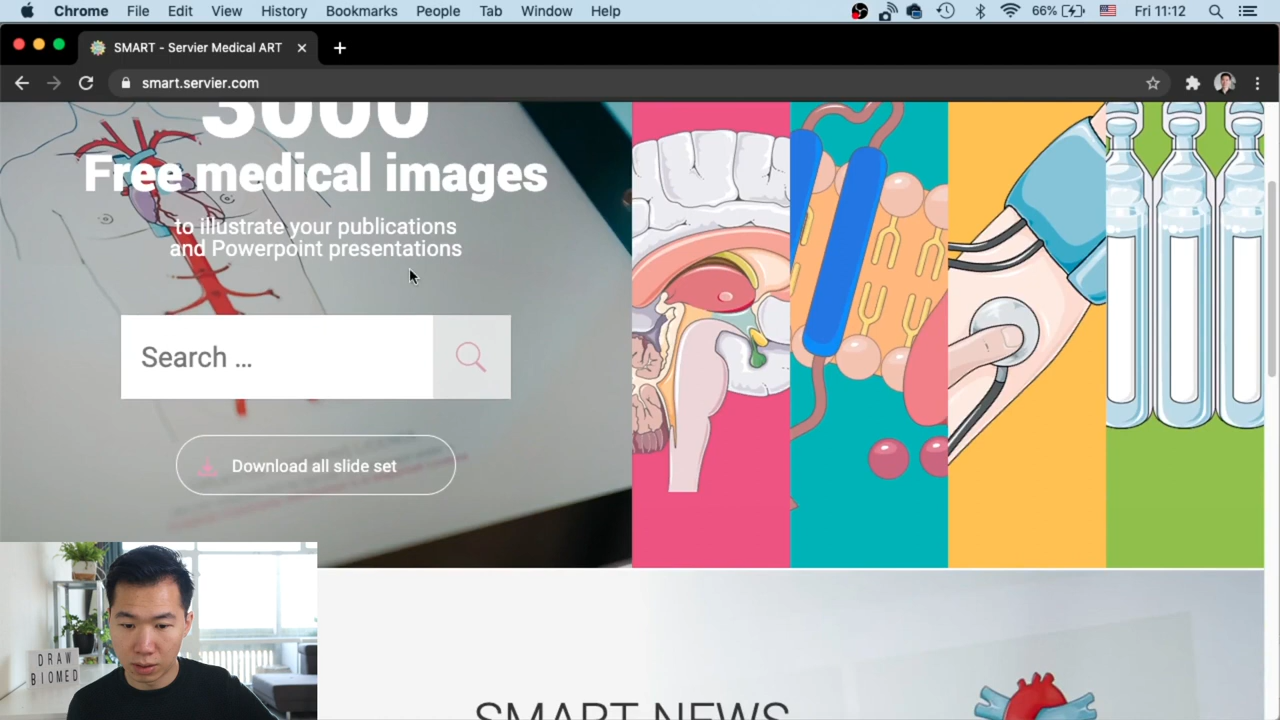 Chrome File Edit View History Bookmarks People Tab Window Help 66% Fri 11:12
SMART - Servier Medical ART
smart.servier.com
3000
Free medical images
to illustrate your publications
and Powerpoint presentations
Search ...
Download all slide set
DRAW
BIOMED
SMART NEWS